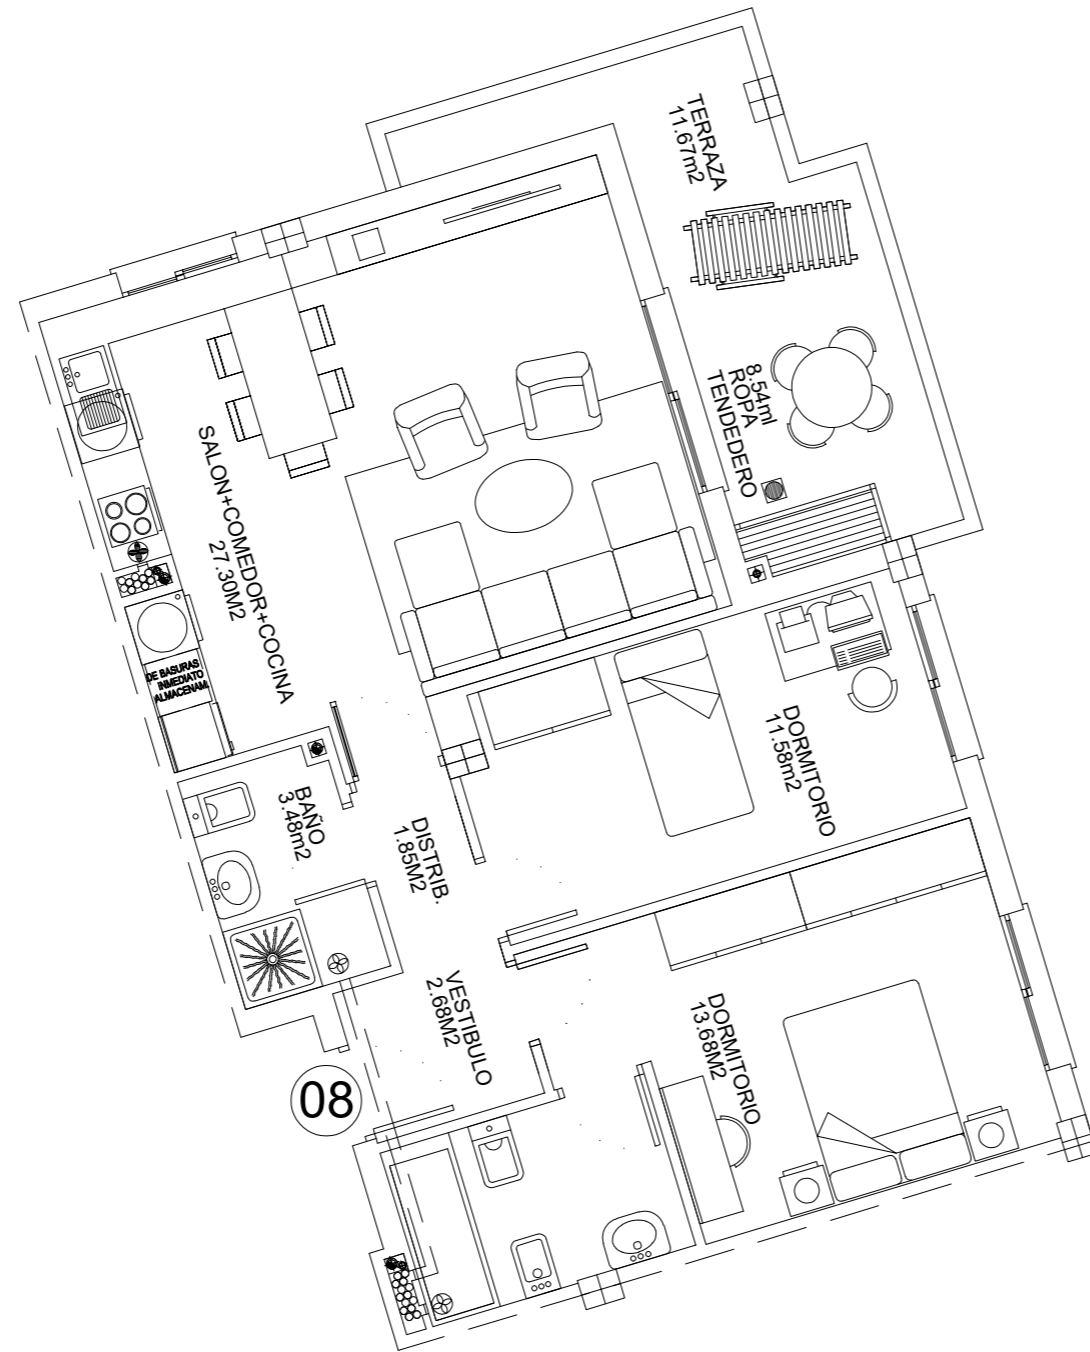 TERRAZA
11.67m2
8.54ml
ROPA
TENDEDERO
SALON+COMEDOR+COCINA
27.30M2
DE BASURAS
INMEDIATO
ALMACENAM.
DORMITORIO
11.58m2
BAÑO
3.48m2
DISTRIB.
1.85M2
VESTIBULO
2.68M2
DORMITORIO
13.68M2
08